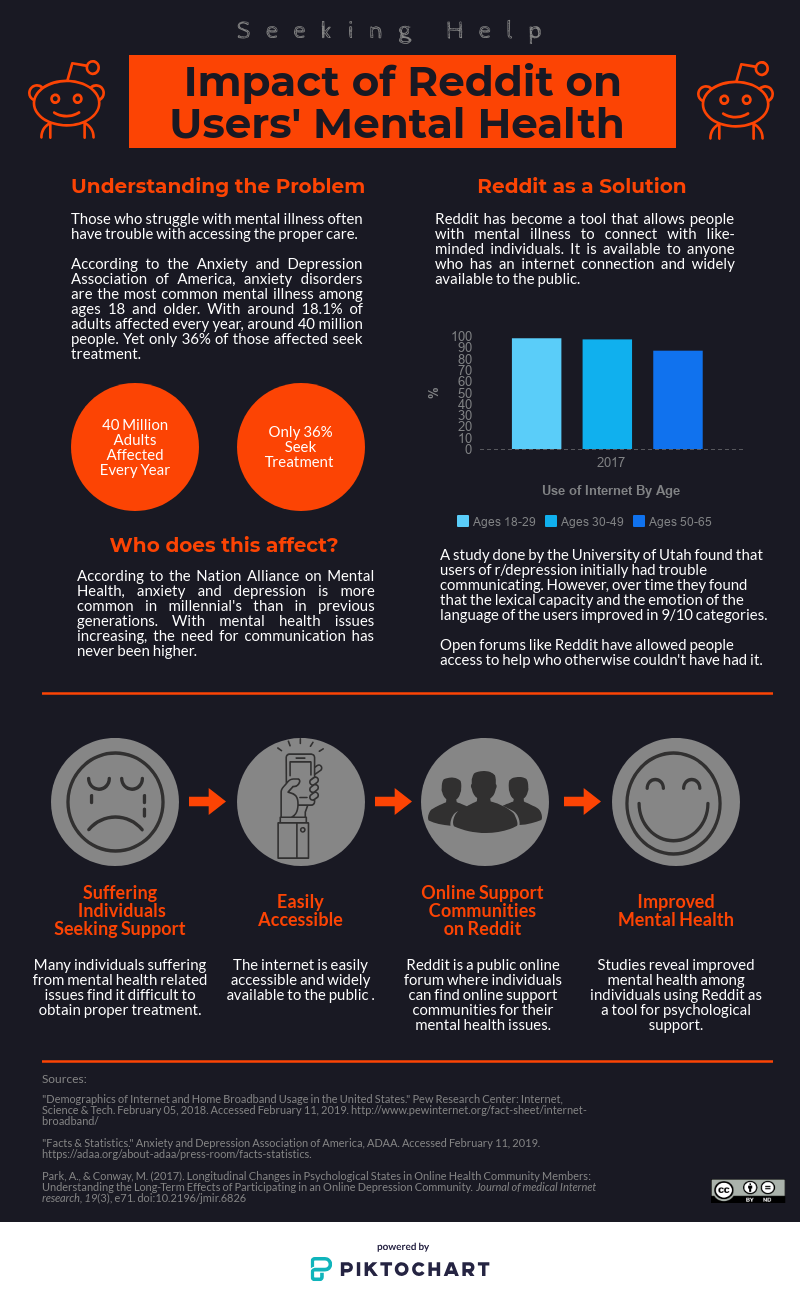 Seeking Help
Impact of Reddit on
Users' Mental Health
Understanding the Problem
Those who struggle with mental illness often
have trouble with accessing the proper care.
According to the Anxiety and Depression
Association of America, anxiety disorders
are the most common mental illness among
ages 18 and older. With around 18.1% of
adults affected every year, around 40 million
people. Yet only 36% of those affected seek
treatment.
40 Million
Adults
Affected
Every Year
Only 36%
Seek
Treatment
Who does this affect?
According to the Nation Alliance on Mental
Health, anxiety and depression is more
common in millennial's than in previous
generations. With mental health issues
increasing, the need for communication has
never been higher.
Reddit as a Solution
Reddit has become a tool that allows people
with mental illness to connect with like-
minded individuals. It is available to anyone
who has an internet connection and widely
available to the public.
100
90
80
70
60
50
40
30
20
10
0
%
2017
Use of Internet By Age
Ages 18-29 Ages 30-49 Ages 50-65
A study done by the University of Utah found that
users of r/depression initially had trouble
communicating. However, over time they found
that the lexical capacity and the emotion of the
language of the users improved in 9/10 categories.
Open forums like Reddit have allowed people
access to help who otherwise couldn't have had it.
Suffering
Individuals
Seeking Support
Many individuals suffering
from mental health related
issues find it difficult to
obtain proper treatment.
Easily
Accessible
The internet is easily
accessible and widely
available to the public .
Online Support
Communities
on Reddit
Reddit is a public online
forum where individuals
can find online support
communities for their
mental health issues.
Improved
Mental Health
Studies reveal improved
mental health among
individuals using Reddit as
a tool for psychological
support.
Sources:
"Demographics of Internet and Home Broadband Usage in the United States." Pew Research Center: Internet,
Science & Tech. February 05, 2018. Accessed February 11, 2019. http://www.pewinternet.org/fact-sheet/internet-
broadband/
"Facts & Statistics." Anxiety and Depression Association of America, ADAA. Accessed February 11, 2019.
https://adaa.org/about-adaa/press-room/facts-statistics.
Park, A., & Conway, M. (2017). Longitudinal Changes in Psychological States in Online Health Community Members:
Understanding the Long-Term Effects of Participating in an Online Depression Community. Journal of medical Internet
research, 19(3), e71. doi:10.2196/jmir.6826
cc
BY ND
powered by
PIKTOCHART